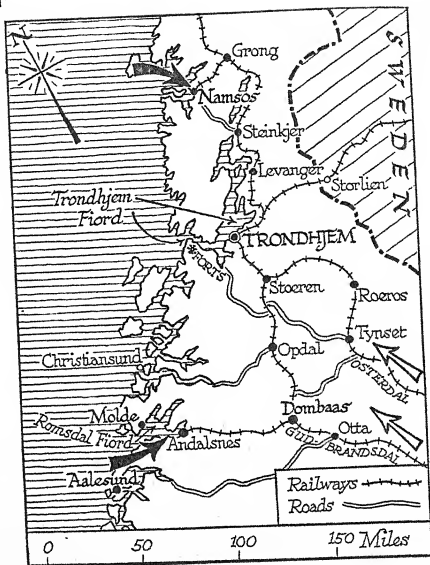 N
Grong
Namsos
SWEDEN
Steinkjer
Levanger
Storlien
Trondhjem
Fiord
TRONDHJEM
FORTS
Stoeren
Roeros
Tynset
Opdal
Christiansund
OSTERDAL
Molde
Romsdal Fiord
Andalsnes
Dombaas
Otta
GUDBRANDSDAL
Aalesund
Railways
Roads
0 50 100 150 Miles